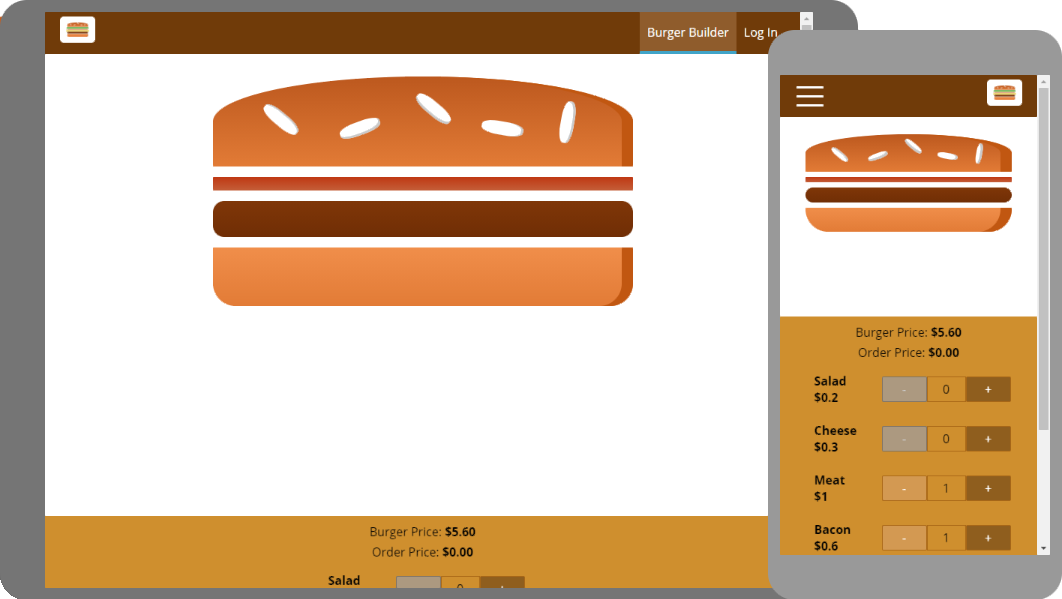 Burger Builder Log In
Burger Price: $5.60
Order Price: $0.00
Salad
Burger Price: $5.60
Order Price: $0.00
Salad
$0.2
- 0 +
Cheese
$0.3
- 0 +
Meat
$1
- 1 +
Bacon
$0.6
- 1 +